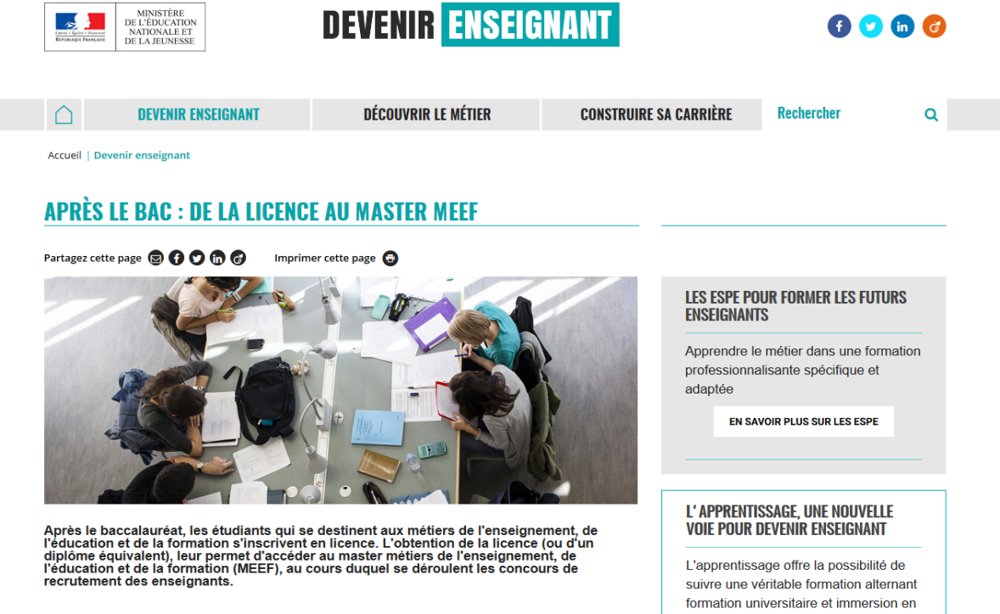 Liberté • Égalité • Fraternité
RÉPUBLIQUE FRANÇAISE
MINISTÈRE
DE L'ÉDUCATION
NATIONALE ET
DE LA JEUNESSE
DEVENIR ENSEIGNANT
DEVENIR ENSEIGNANT
DÉCOUVRIR LE MÉTIER
CONSTRUIRE SA CARRIÈRE
Rechercher
Accueil | Devenir enseignant
APRÈS LE BAC : DE LA LICENCE AU MASTER MEEF
Partagez cette page
Imprimer cette page
Après le baccalauréat, les étudiants qui se destinent aux métiers de l'enseignement, de
l'éducation et de la formation s'inscrivent en licence. L'obtention de la licence (ou d'un
diplôme équivalent), leur permet d'accéder au master métiers de l'enseignement, de
l'éducation et de la formation (MEEF), au cours duquel se déroulent les concours de
recrutement des enseignants.
LES ESPE POUR FORMER LES FUTURS
ENSEIGNANTS
Apprendre le métier dans une formation
professionnalisante spécifique et
adaptée
EN SAVOIR PLUS SUR LES ESPE
L' APPRENTISSAGE, UNE NOUVELLE
VOIE POUR DEVENIR ENSEIGNANT
L'apprentissage offre la possibilité de
suivre une véritable formation alternant
formation universitaire et immersion en